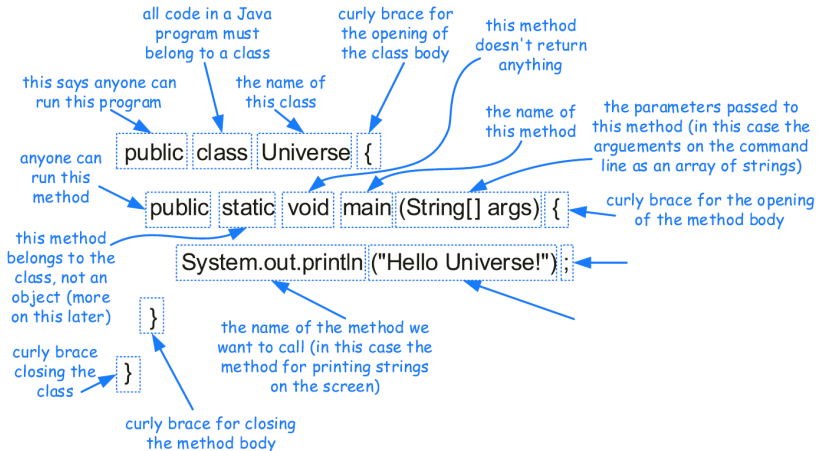 all code in a Java
program must
belong to a class
curly brace for
the opening of
the class body
this method
doesn't return
anything
this says anyone can
run this program
the name of
this class
the name of
this method
the parameters passed to
this method (in this case the
arguements on the command
line as an array of strings)
public class Universe {
anyone can
run this
method
public static void main (String[] args) {
curly brace for the opening
of the method body
this method
belongs to the
class, not an
object (more
on this later)
System.out.println ("Hello Universe!") ;
}
the name of the method we
want to call (in this case the
method for printing strings
on the screen)
curly brace
closing the
class
}
curly brace for closing
the method body